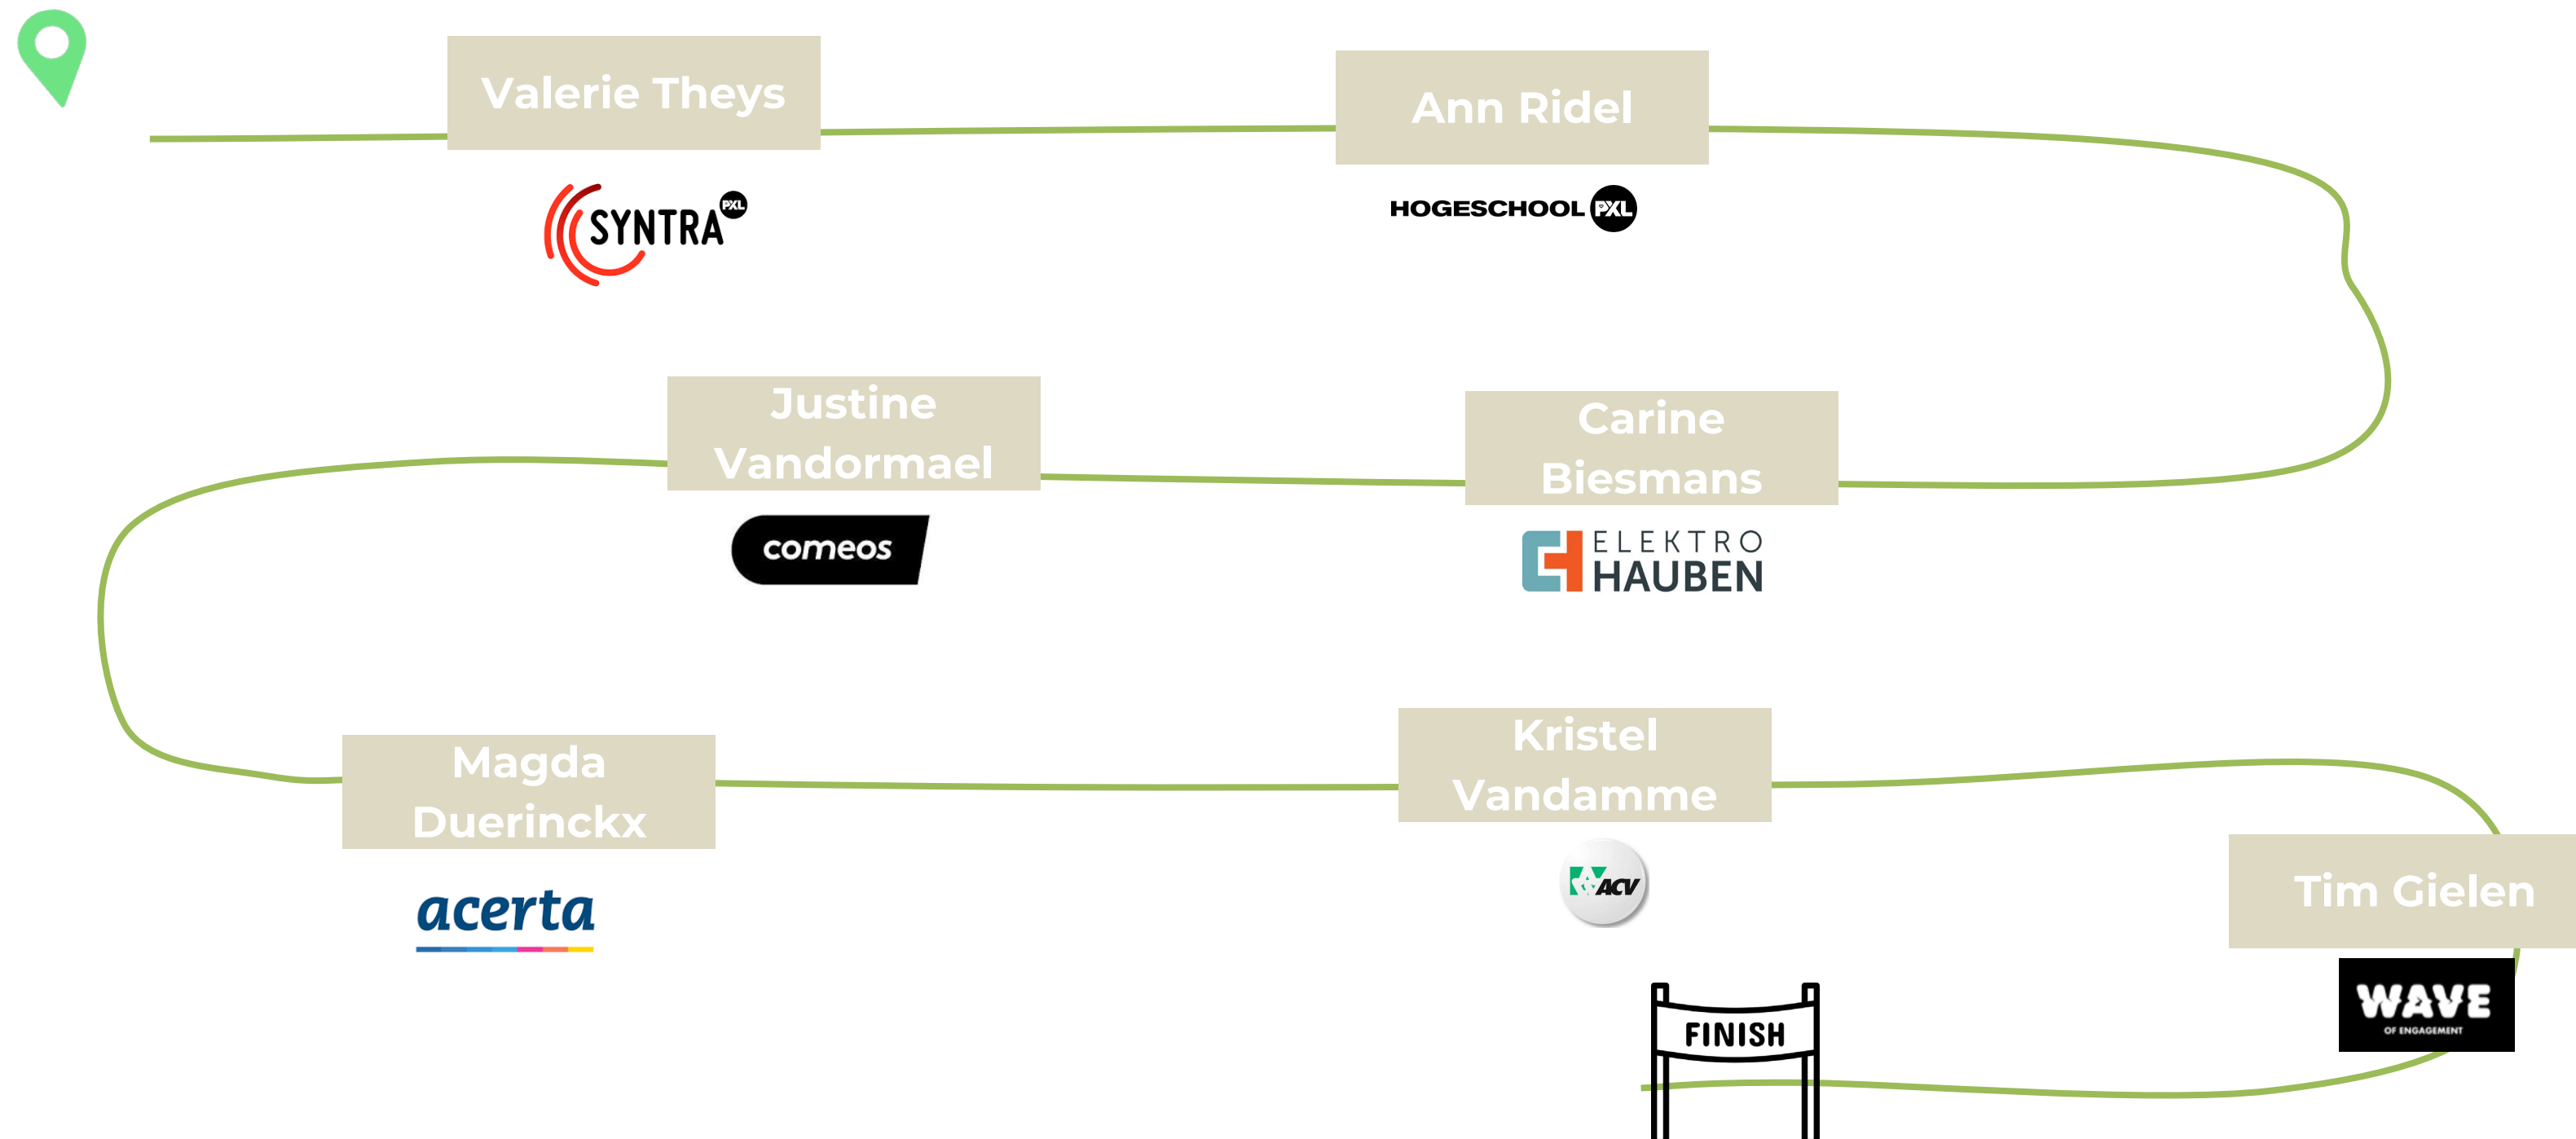 Valerie Theys
SYNTRA PXL
Ann Ridel
HOGESCHOOL PXL
Carine
Biesmans
ELEKTRO
HAUBEN
Justine
Vandormael
comeos
Magda
Duerinckx
acerta
Kristel
Vandamme
ACV
Tim Gielen
WAVE
OF ENGAGEMENT
FINISH